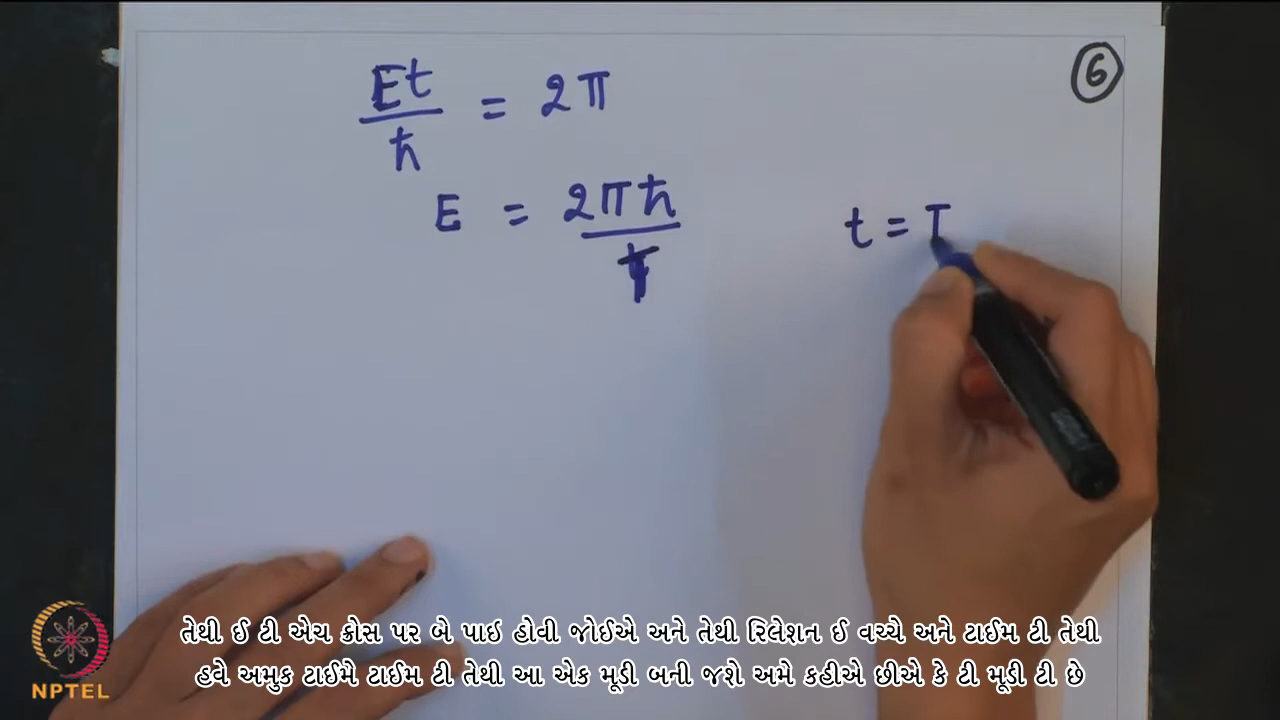 6
Et/ħ = 2π
E = 2πħ/T
t = T
તેથી ઈ ટી એચ ક્રોસ પર બે પાઇ હોવી જોઈએ અને તેથી રિલેશન ઈ વચ્ચે અને ટાઈમ ટી તેથી
હવે અમુક ટાઈમે ટાઈમ ટી તેથી આ એક મૂડી બની જશે અમે કહીએ છીએ કે ટી મૂડી ટી છે
NPTEL